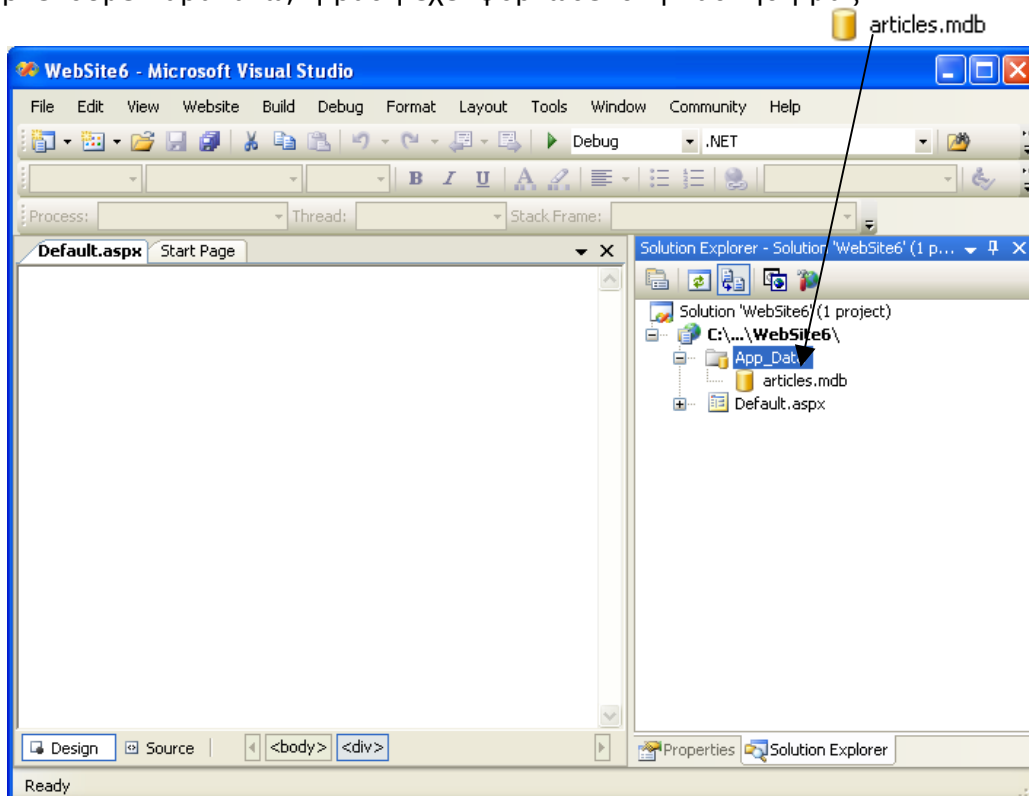 articles.mdb
WebSite6 - Microsoft Visual Studio
File Edit View Website Build Debug Format Layout Tools Window Community Help
Debug .NET
B I U A
Process: Thread: Stack Frame:
Default.aspx Start Page
Solution Explorer - Solution 'WebSite6' (1 p...
Solution 'WebSite6' (1 project)
C:\...\WebSite6\
App_Data
articles.mdb
Default.aspx
Design Source <body> <div>
Properties Solution Explorer
Ready